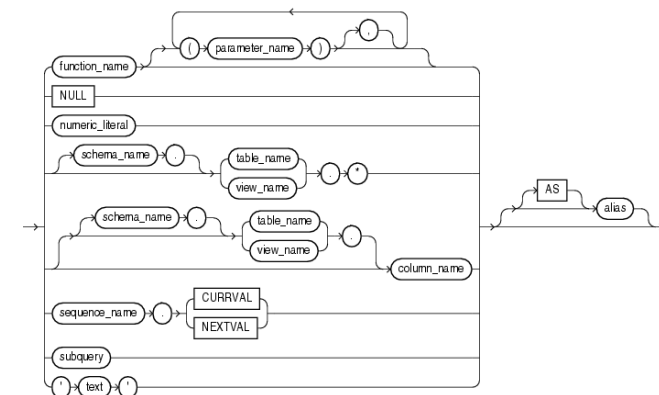 ( parameter_name ) ,
function_name
NULL
numeric_literal
schema_name . table_name . *
view_name
AS
schema_name . table_name . alias
view_name
column_name
sequence_name . CURRVAL
NEXTVAL
subquery
' text '